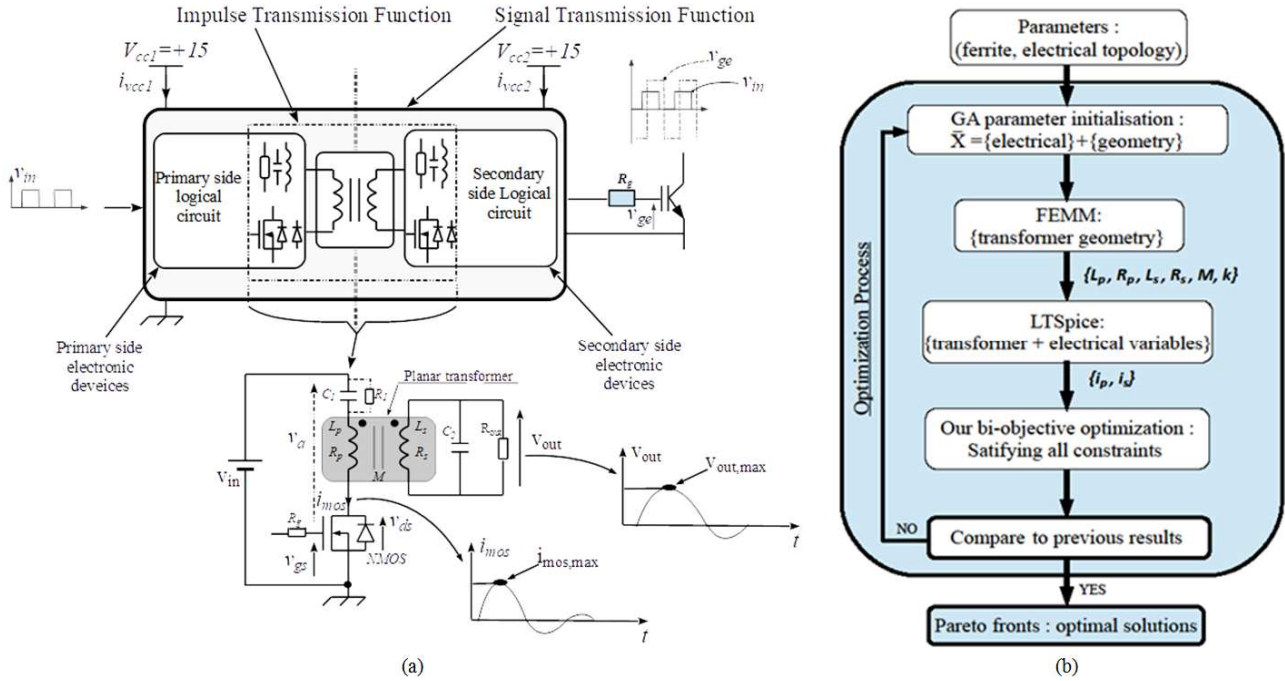 Impulse Transmission Function
Signal Transmission Function
Vcc1=+15
ivcc1
Vcc2=+15
ivcc2
vge
vin
vin
Primary side
logical
circuit
Secondary
side Logical
circuit
Rg
vge
Primary side
electronic
deveices
Secondary side
electronic
devices
Planar transformer
C1
R1
Lp
Rp
M
Ls
Rs
C2
Rout
Vout
Vin
imos
Rg
vgs
vds
NMOS
Vout
Vout,max
t
imos
imos,max
t
(a)
Parameters :
(ferrite, electrical topology)
GA parameter initialisation :
X̄ ={electrical}+{geometry}
FEMM:
{transformer geometry}
{Lp, Rp, Ls, Rs, M, k}
LTSpice:
{transformer + electrical variables}
{ip, is}
Our bi-objective optimization :
Satifying all constraints
NO
Compare to previous results
YES
Pareto fronts : optimal solutions
Optimization Process
(b)